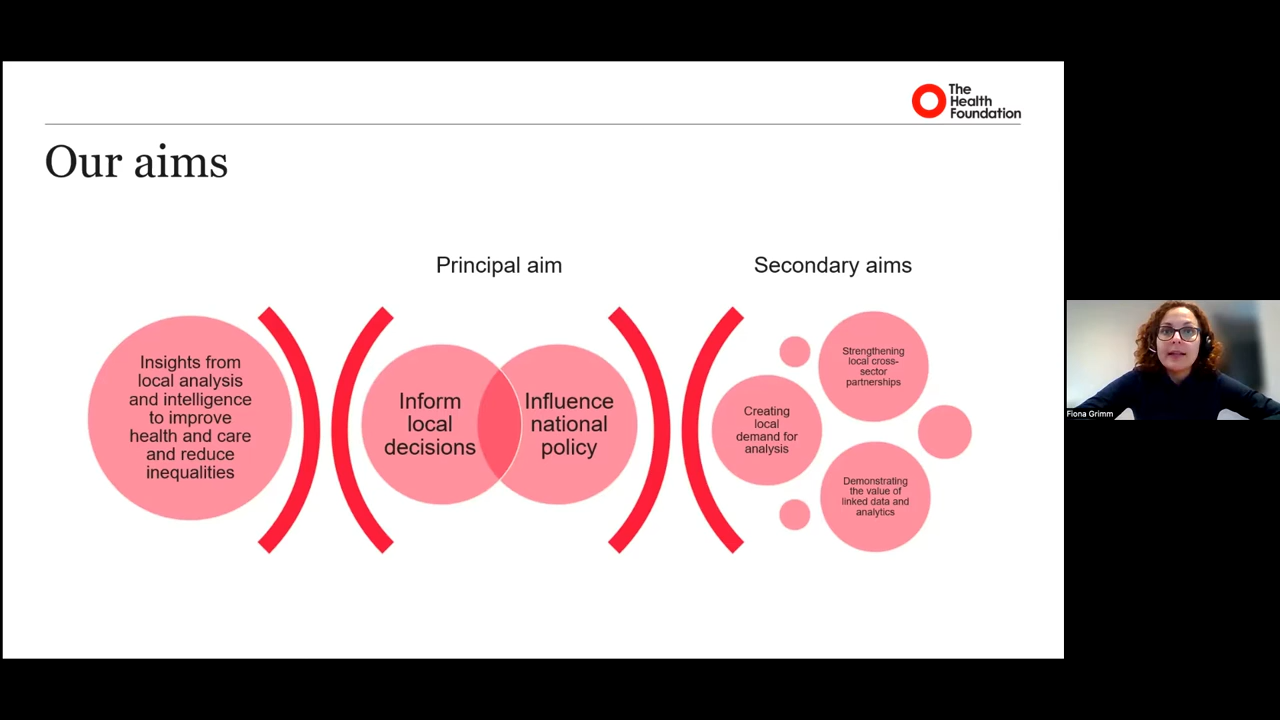 The
Health
Foundation
Our aims
Principal aim
Secondary aims
Insights from
local analysis
and intelligence
to improve
health and care
and reduce
inequalities
Inform
local
decisions
Influence
national
policy
Creating
local
demand for
analysis
Strengthening
local cross-
sector
partnerships
Demonstrating
the value of
linked data and
analytics
Fiona Grimm